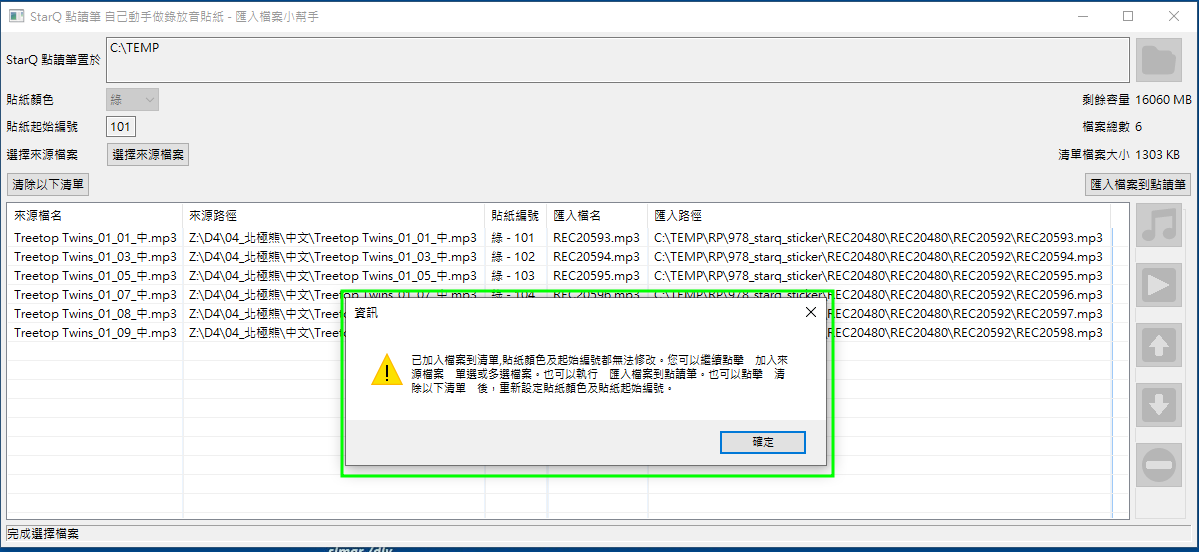 StarQ 點讀筆 自己動手做錄放音貼紙 - 匯入檔案小幫手
StarQ 點讀筆置於 C:\TEMP
貼紙顏色 綠 剩餘容量 16060 MB
貼紙起始編號 101 檔案總數 6
選擇來源檔案 選擇來源檔案 清單檔案大小 1303 KB
清除以下清單 匯入檔案到點讀筆
來源檔名 來源路徑 貼紙編號 匯入檔名 匯入路徑
Treetop Twins_01_01_中.mp3 Z:\D4\04_北極熊\中文\Treetop Twins_01_01_中.mp3 綠 - 101 REC20593.mp3 C:\TEMP\RP\978_starq_sticker\REC20480\REC20480\REC20592\REC20593.mp3
Treetop Twins_01_03_中.mp3 Z:\D4\04_北極熊\中文\Treetop Twins_01_03_中.mp3 綠 - 102 REC20594.mp3 C:\TEMP\RP\978_starq_sticker\REC20480\REC20480\REC20592\REC20594.mp3
Treetop Twins_01_05_中.mp3 Z:\D4\04_北極熊\中文\Treetop Twins_01_05_中.mp3 綠 - 103 REC20595.mp3 C:\TEMP\RP\978_starq_sticker\REC20480\REC20480\REC20592\REC20595.mp3
Treetop Twins_01_07_中.mp3 Z:\D4\04_北極熊\中文\Treetop Twins_01_07_中.mp3 綠 - 104 REC20596.mp3 C:\TEMP\RP\978_starq_sticker\REC20480\REC20480\REC20592\REC20596.mp3
Treetop Twins_01_08_中.mp3 Z:\D4\04_北極熊\中文\Treeto REC20480\REC20480\REC20592\REC20597.mp3
Treetop Twins_01_09_中.mp3 Z:\D4\04_北極熊\中文\Treeto REC20480\REC20480\REC20592\REC20598.mp3
資訊
已加入檔案到清單,貼紙顏色及起始編號都無法修改。您可以繼續點擊 加入來
源檔案 單選或多選檔案。也可以執行 匯入檔案到點讀筆。也可以點擊 清
除以下清單 後，重新設定貼紙顏色及貼紙起始編號。
確定
完成選擇檔案